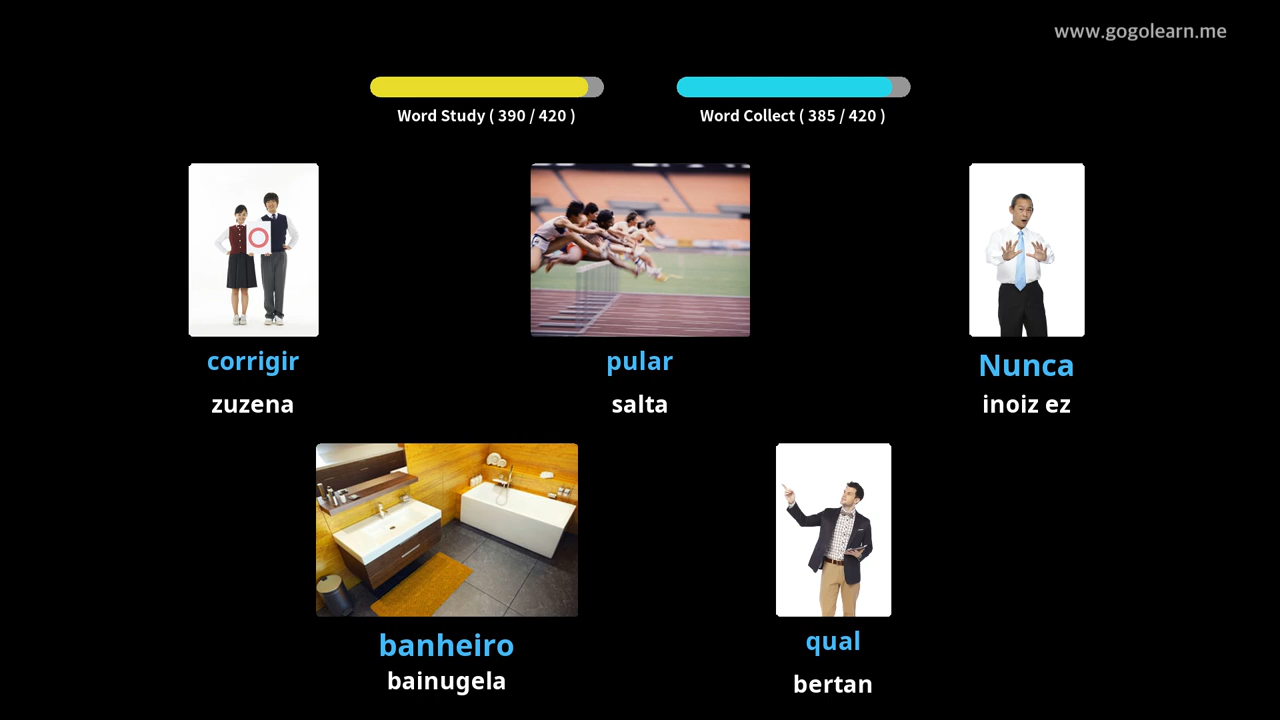 www.gogolearn.me
Word Study ( 390 / 420 )
Word Collect ( 385 / 420 )
corrigir
zuzena
pular
salta
Nunca
inoiz ez
banheiro
bainugela
qual
bertan